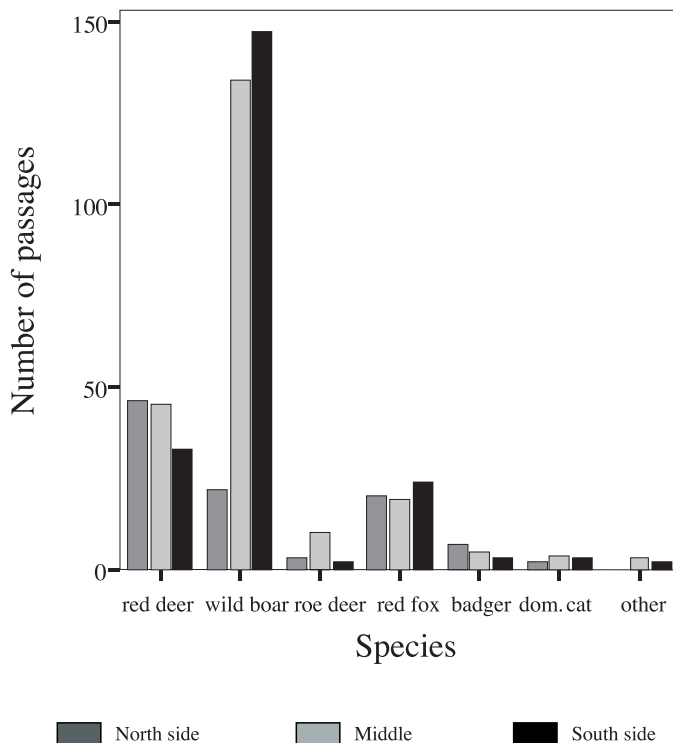 150
100
50
0
Number of passages
red deer wild boar roe deer red fox badger dom. cat other
Species
North side Middle South side